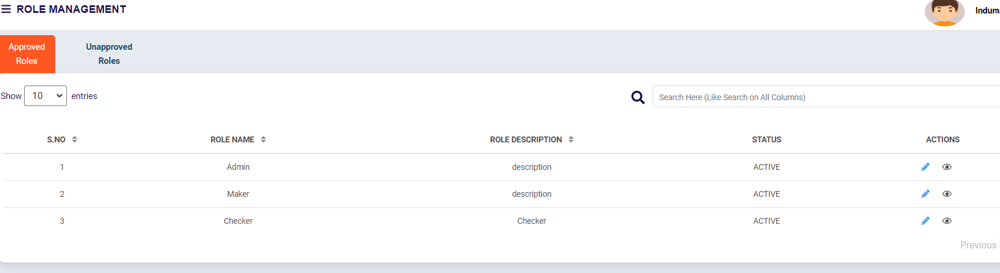 ROLE MANAGEMENT
Approved Roles
Unapproved Roles
Show 10 entries
Search Here (Like Search on All Columns)
S.NO ROLE NAME ROLE DESCRIPTION STATUS ACTIONS
1 Admin description ACTIVE
2 Maker description ACTIVE
3 Checker Checker ACTIVE
Previous